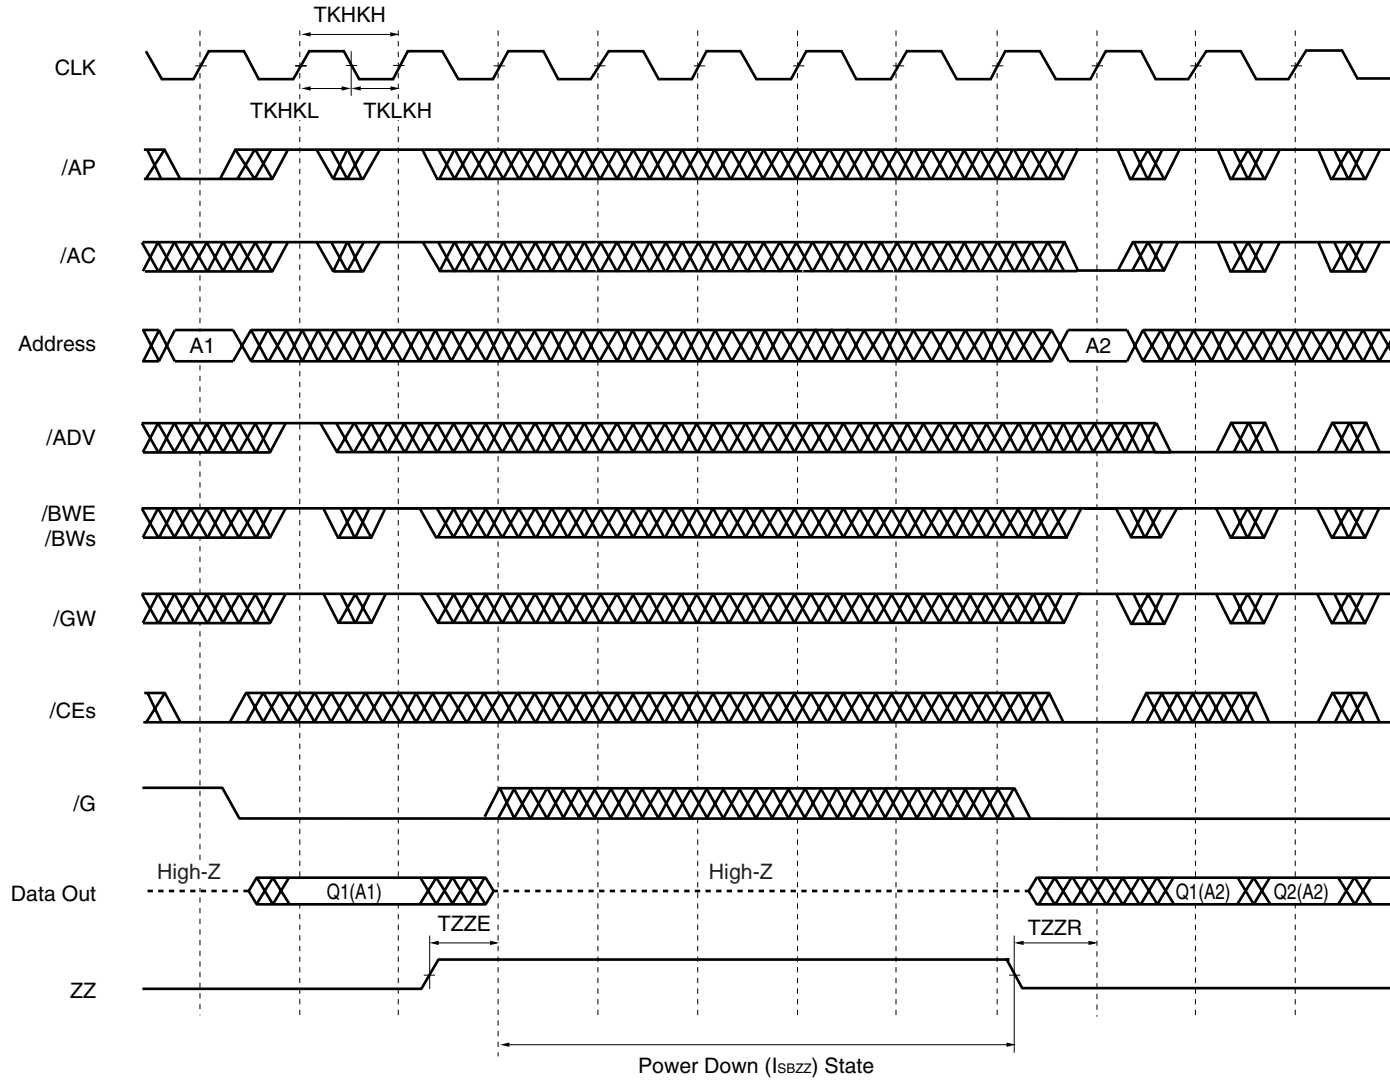 TKHKH
CLK
TKHKL
TKLKH
/AP
/AC
Address
A1
A2
/ADV
/BWE
/BWs
/GW
/CEs
/G
High-Z
High-Z
Data Out
Q1(A1)
Q1(A2)
Q2(A2)
TZZE
TZZR
ZZ
Power Down (ISBZZ) State